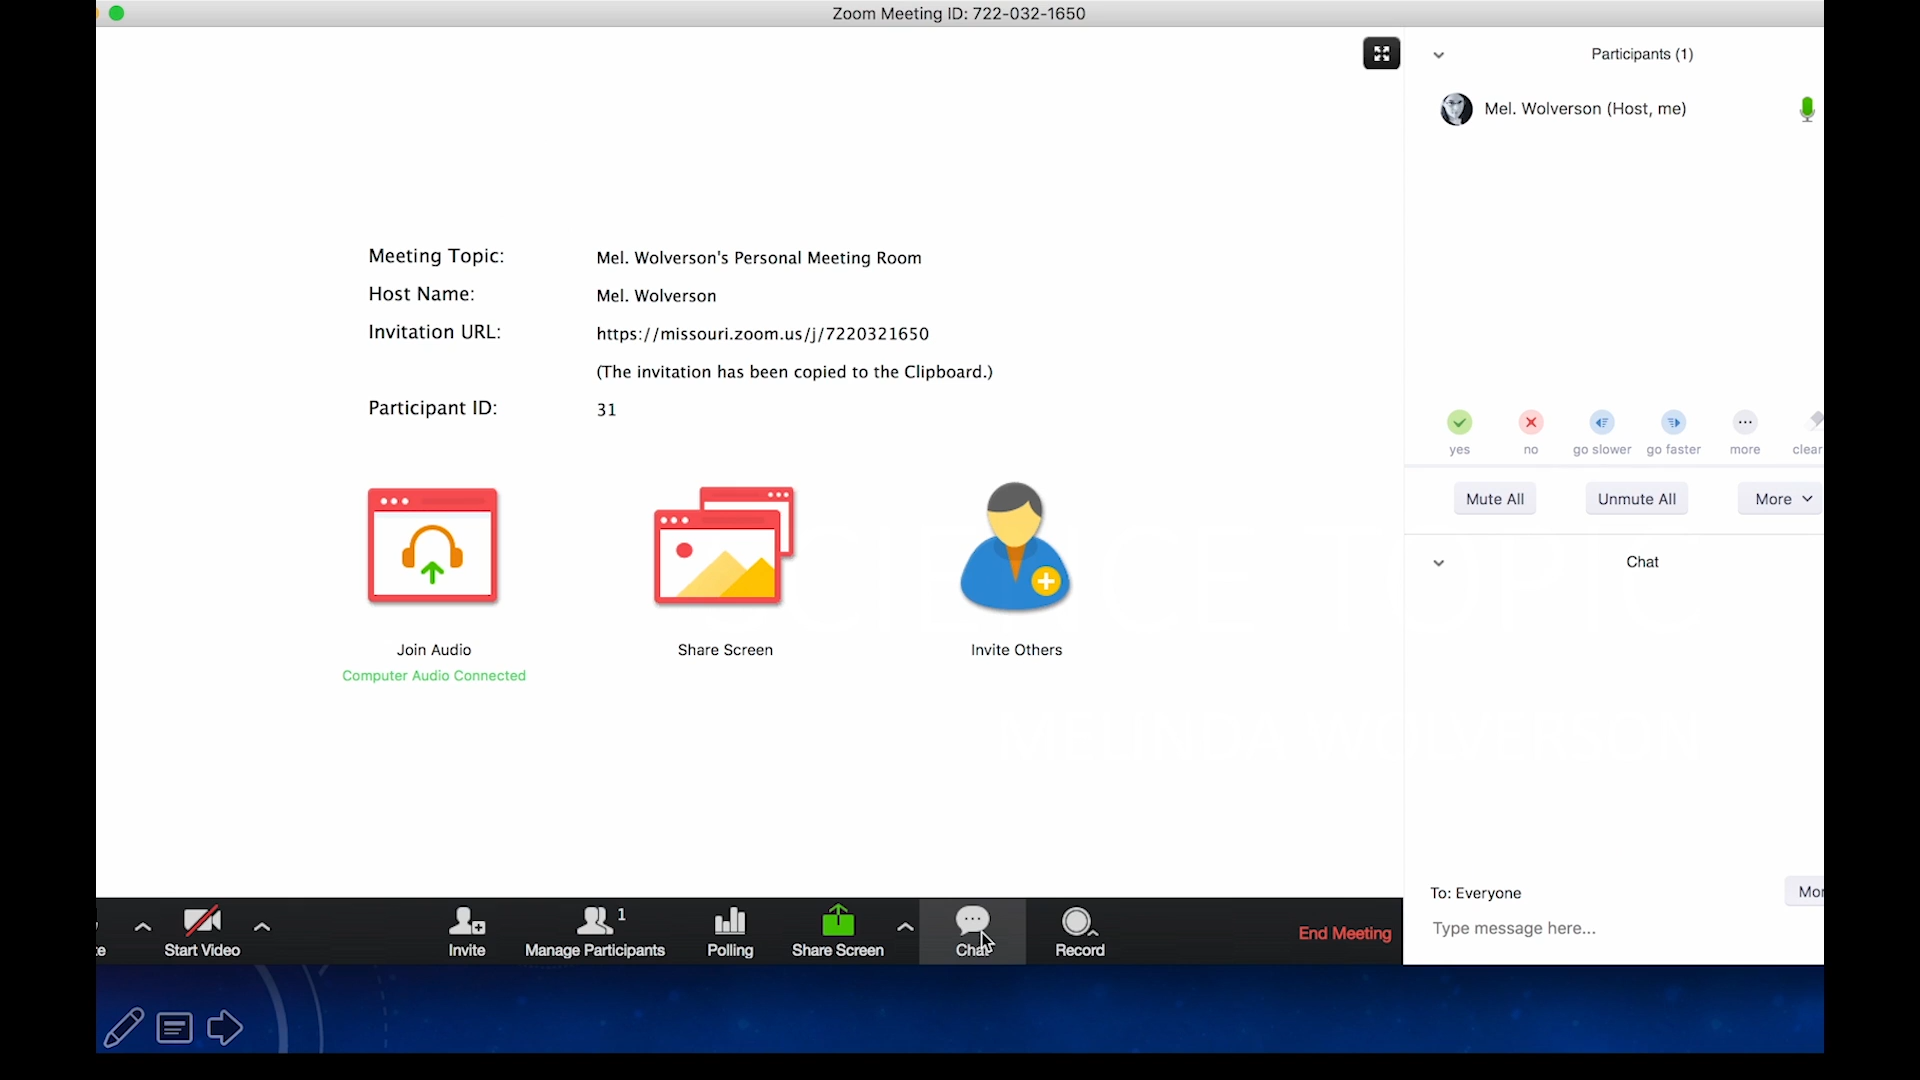 Zoom Meeting ID: 722-032-1650
Participants (1)
Mel. Wolverson (Host, me)
Meeting Topic: Mel. Wolverson's Personal Meeting Room
Host Name: Mel. Wolverson
Invitation URL: https://missouri.zoom.us/j/7220321650
(The invitation has been copied to the Clipboard.)
Participant ID: 31
yes no go slower go faster more clear
Mute All Unmute All More
Chat
Join Audio Share Screen Invite Others
Computer Audio Connected
To: Everyone
Type message here...
1
Start Video Invite Manage Participants Polling Share Screen Chat Record End Meeting